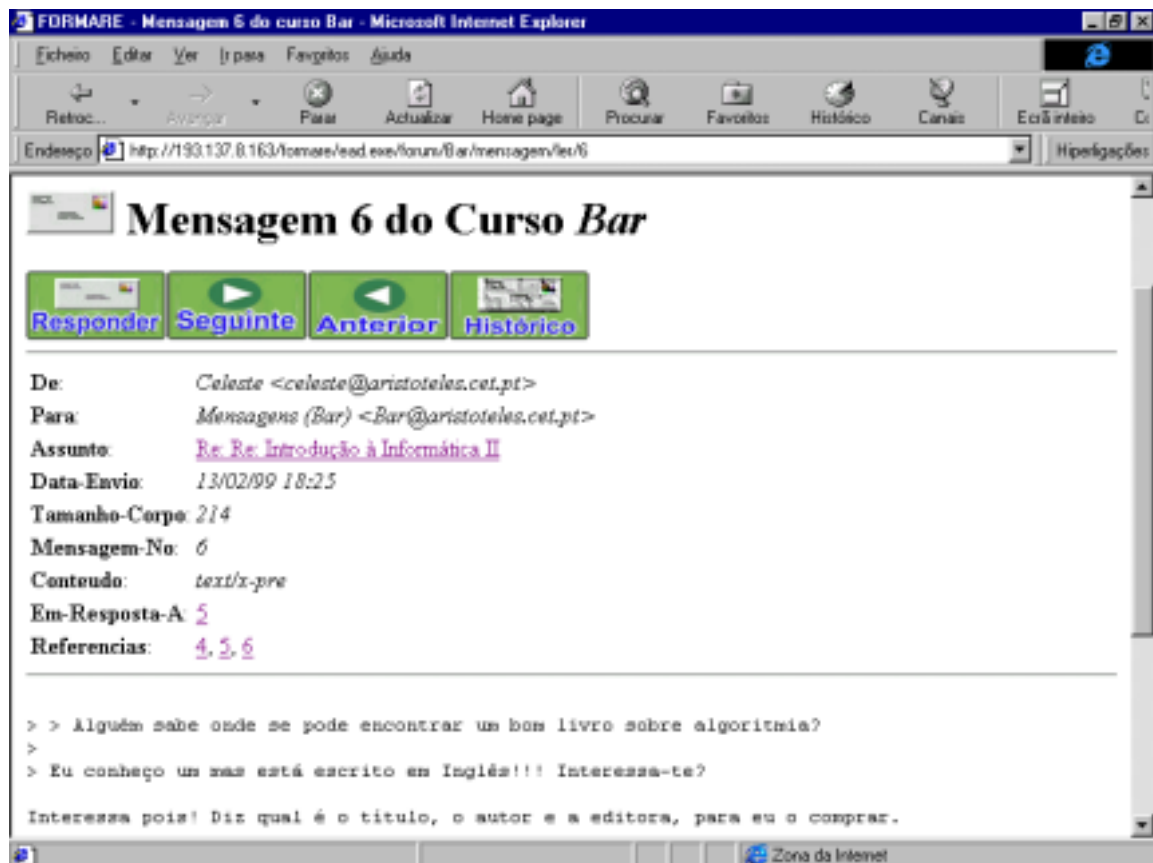 FORMARE - Mensagem 6 do curso Bar - Microsoft Internet Explorer
Ficheiro Editar Ver Ir para Favoritos Ajuda
Retroc... Avançar Parar Actualizar Home page Procurar Favoritos Histórico Canais Ecrã inteiro
Endereço http://193.137.8.163/formare/ead.exe/forum/Bar/mensagem/ler/6 Hiperligações
Mensagem 6 do Curso Bar
Responder Seguinte Anterior Histórico
De: Celeste <celeste@aristoteles.cet.pt>
Para: Mensagens (Bar) <Bar@aristoteles.cet.pt>
Assunto: Re: Re: Introdução à Informática II
Data-Envio: 13/02/99 18:25
Tamanho-Corpo: 214
Mensagem-No: 6
Conteudo: text/x-pre
Em-Resposta-A: 5
Referencias: 4, 5, 6
> > Alguém sabe onde se pode encontrar um bom livro sobre algoritmia?
>
> Eu conheço um mas está escrito em Inglês!!! Interessa-te?
Interessa pois! Diz qual é o título, o autor e a editora, para eu o comprar.
Zona da Internet